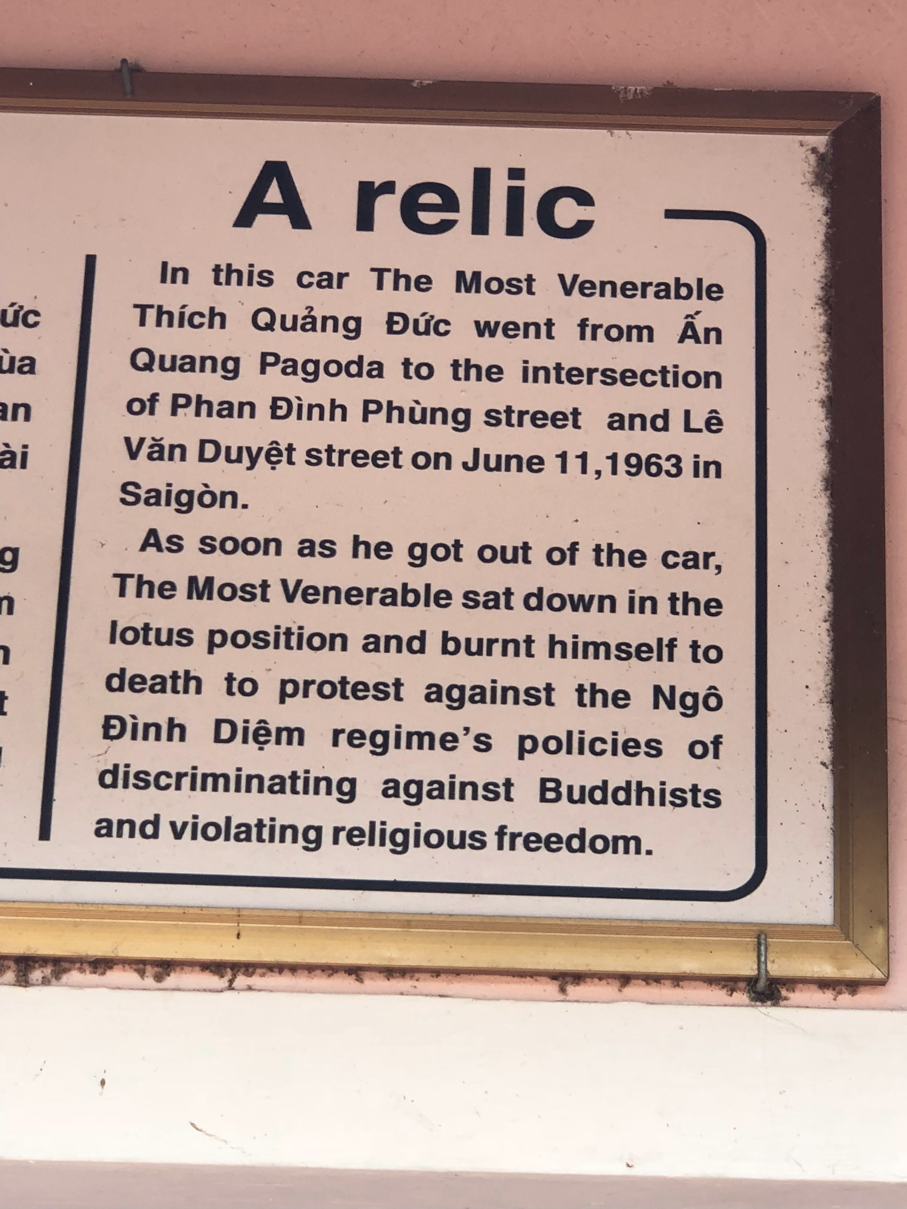 A relic
In this car The Most Venerable
Thích Quảng Đức went from Ấn
Quang Pagoda to the intersection
of Phan Đình Phùng street and Lê
Văn Duyệt street on June 11,1963 in
Saigòn.
As soon as he got out of the car,
The Most Venerable sat down in the
lotus position and burnt himself to
death to protest against the Ngô
Đình Diệm regime's policies of
discriminating against Buddhists
and violating religious freedom.